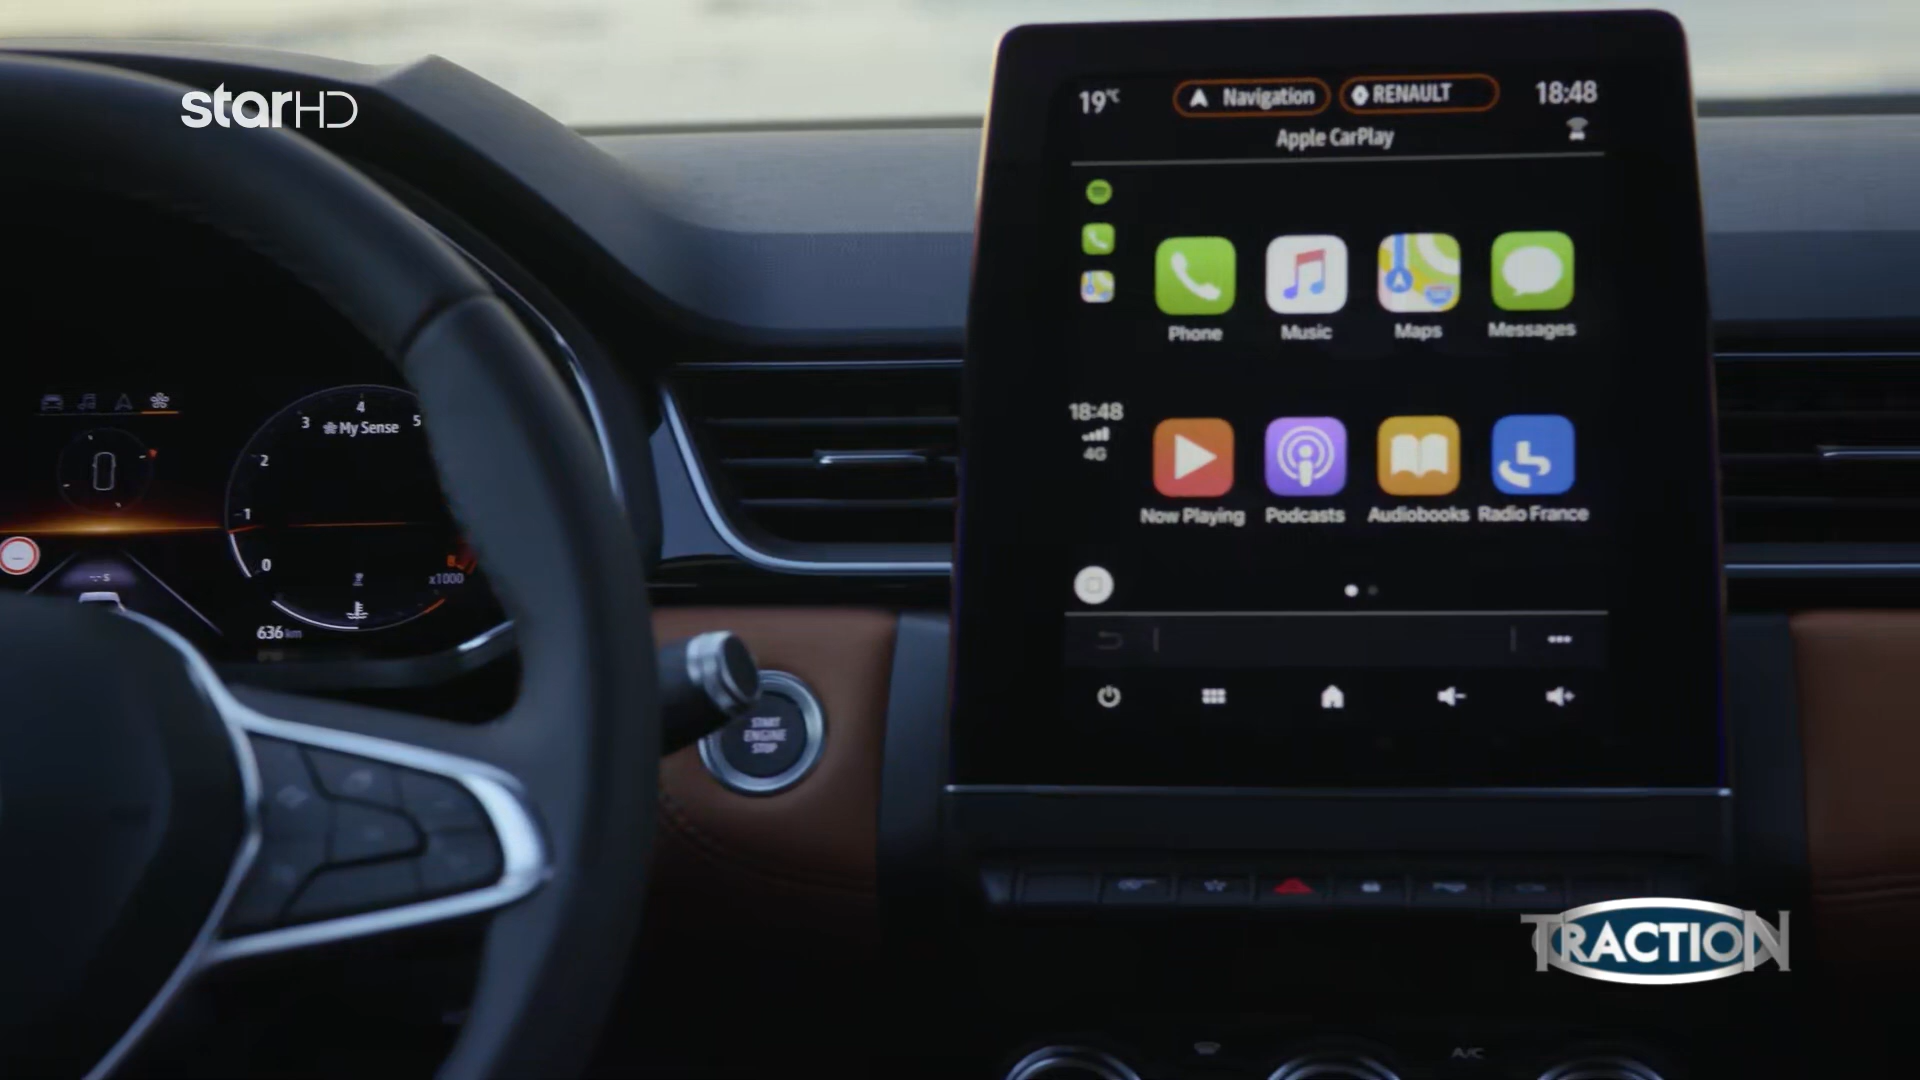 starHD
19°C
Navigation
RENAULT
18:48
Apple CarPlay
Phone
Music
Maps
Messages
18:48
4G
Now Playing
Podcasts
Audiobooks
Radio France
My Sense
0
1
2
3
4
5
8
x1000
636 km
START
ENGINE
STOP
A/C
TRACTION